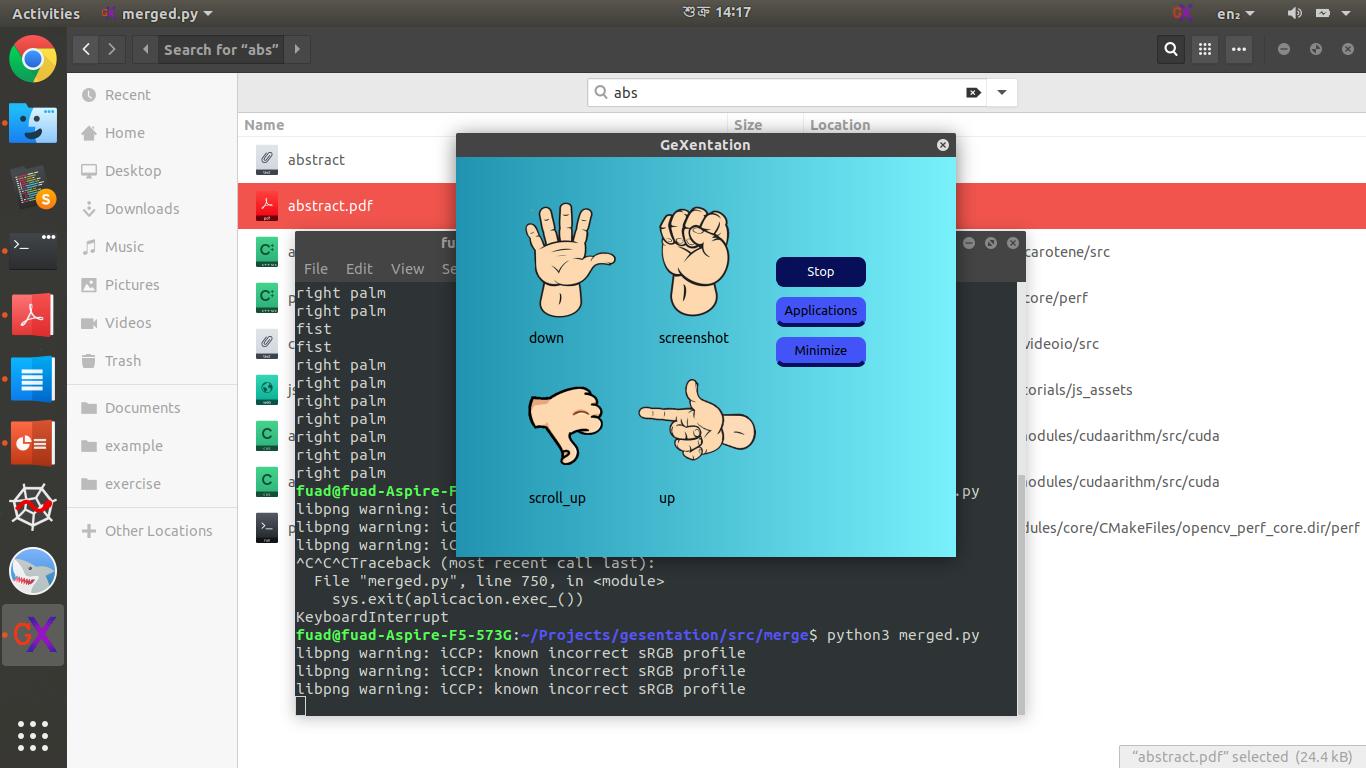 Activities
merged.py
শুক্র 14:17
en₂
Search for “abs”
abs
Recent
Home
Desktop
Downloads
Music
Pictures
Videos
Trash
Documents
example
exercise
Other Locations
Name Size Location
abstract
abstract.pdf
carotene/src
core/perf
videoio/src
torials/js_assets
modules/cudaarithm/src/cuda
modules/cudaarithm/src/cuda
dules/core/CMakeFiles/opencv_perf_core.dir/perf
GeXentation
down
screenshot
scroll_up
up
Stop
Applications
Minimize
fu
File Edit View Se
right palm
right palm
fist
fist
right palm
right palm
right palm
right palm
right palm
right palm
right palm
fuad@fuad-Aspire-F .py
libpng warning: iCC
libpng warning: iCC
libpng warning: iCC
^C^C^CTraceback (most recent call last):
File "merged.py", line 750, in <module>
sys.exit(aplicacion.exec_())
KeyboardInterrupt
fuad@fuad-Aspire-F5-573G:~/Projects/gesentation/src/merge$ python3 merged.py
libpng warning: iCCP: known incorrect sRGB profile
libpng warning: iCCP: known incorrect sRGB profile
libpng warning: iCCP: known incorrect sRGB profile
“abstract.pdf” selected (24.4 kB)